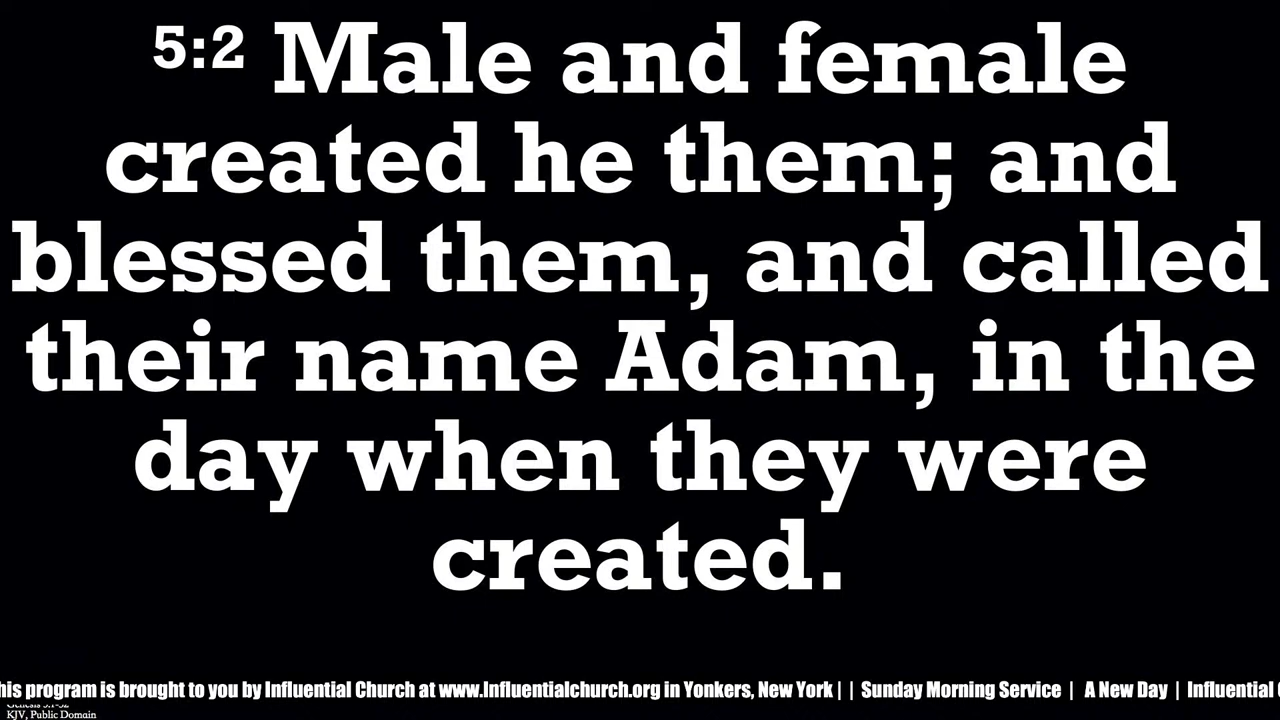 5:2 Male and female
created he them; and
blessed them, and called
their name Adam, in the
day when they were
created.
his program is brought to you by Influential Church at www.Influentialchurch.org in Yonkers, New York | | Sunday Morning Service | A New Day | Influential
KJV, Public Domain